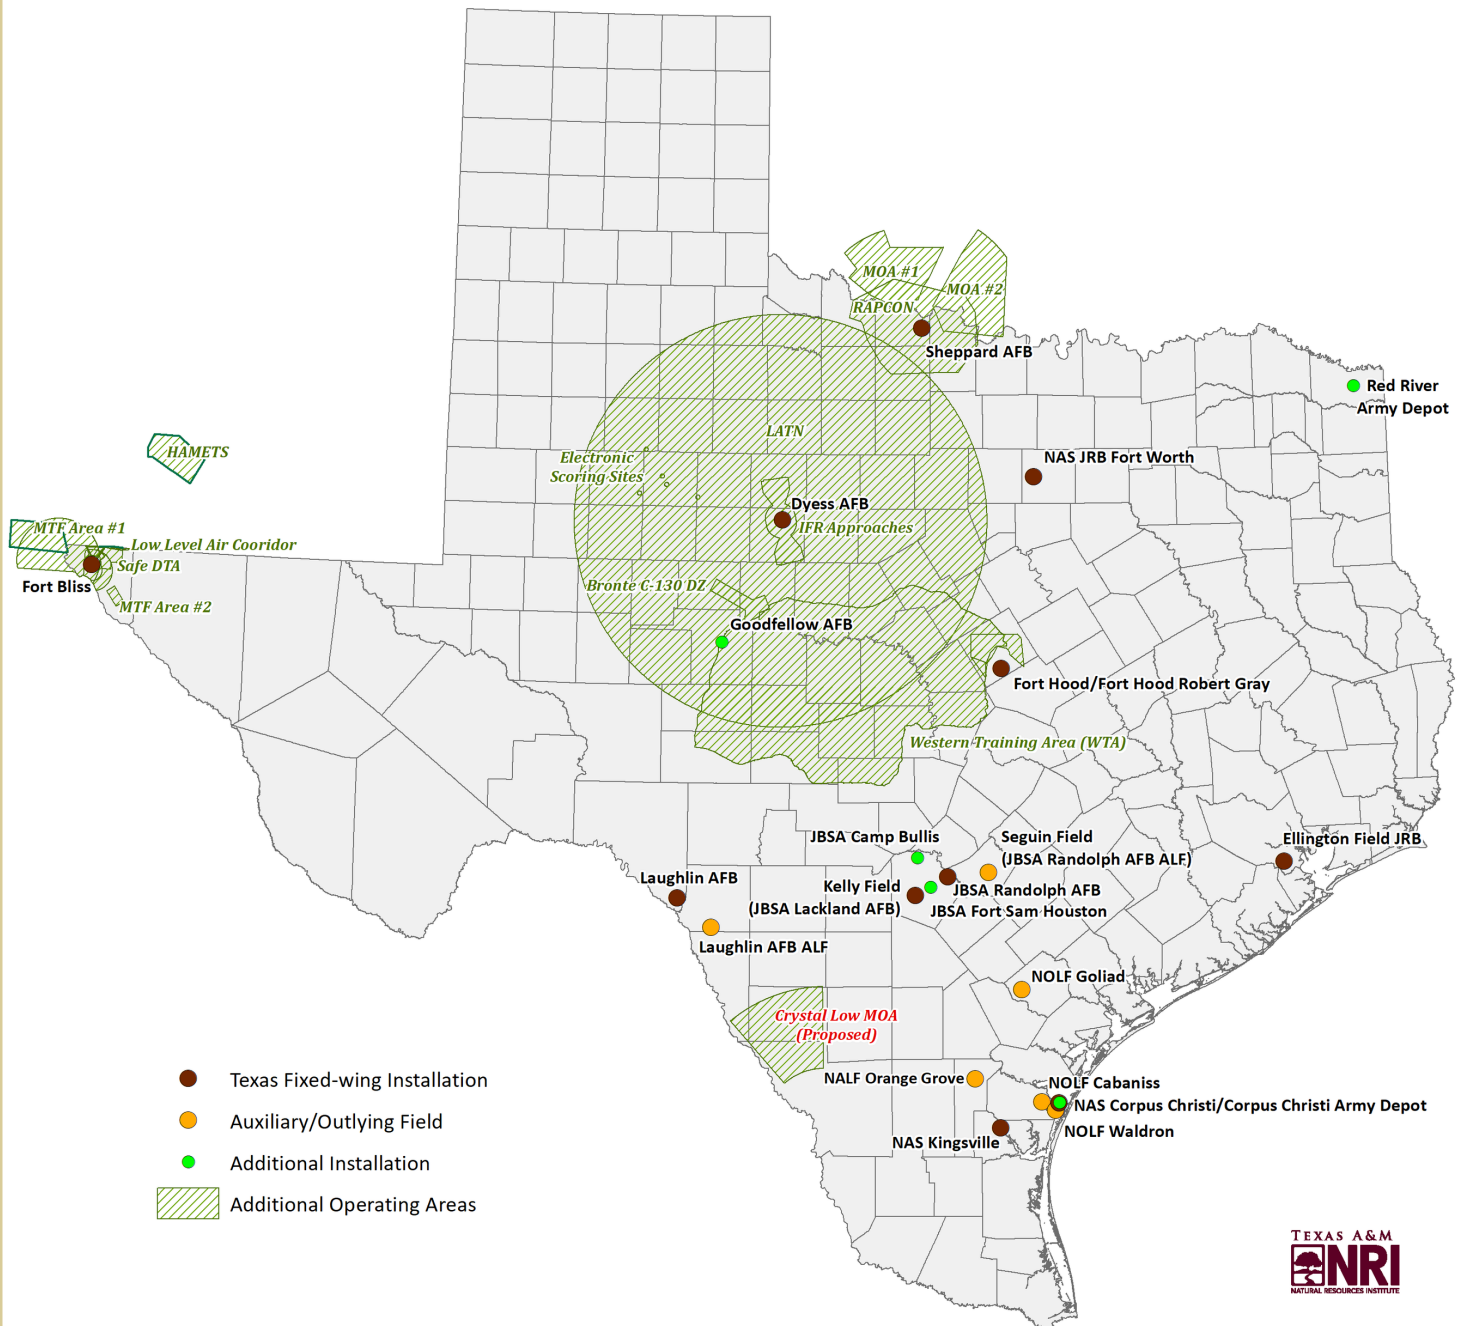 MOA #1
MOA #2
RAPCON
Sheppard AFB
Red River
Army Depot
LATN
HAMETS
Electronic
Scoring Sites
NAS JRB Fort Worth
Dyess AFB
IFR Approaches
MTF Area #1
Low Level Air Cooridor
Safe DTA
Fort Bliss
MTF Area #2
Bronte C-130 DZ
Goodfellow AFB
Fort Hood/Fort Hood Robert Gray
Western Training Area (WTA)
JBSA Camp Bullis
Seguin Field
(JBSA Randolph AFB ALF)
Ellington Field JRB
Laughlin AFB
Kelly Field
(JBSA Lackland AFB)
JBSA Randolph AFB
JBSA Fort Sam Houston
Laughlin AFB ALF
NOLF Goliad
Crystal Low MOA
(Proposed)
NALF Orange Grove
NOLF Cabaniss
NAS Corpus Christi/Corpus Christi Army Depot
NOLF Waldron
NAS Kingsville
Texas Fixed-wing Installation
Auxiliary/Outlying Field
Additional Installation
Additional Operating Areas
TEXAS A&M
NRI
NATURAL RESOURCES INSTITUTE